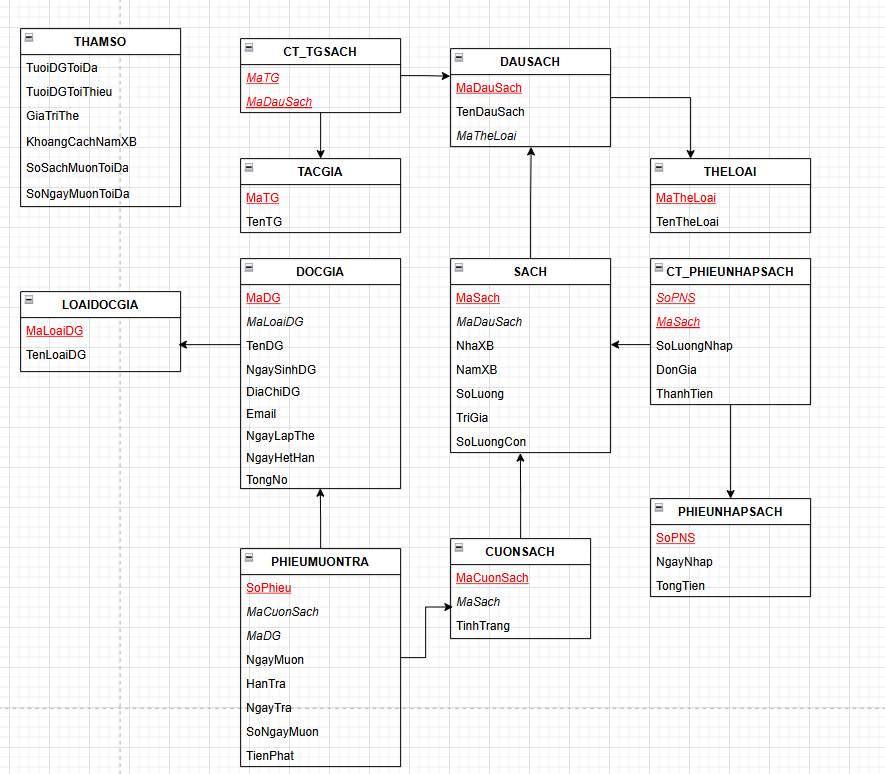 THAMSO
TuoiDGToiDa
TuoiDGToiThieu
GiaTriThe
KhoangCachNamXB
SoSachMuonToiDa
SoNgayMuonToiDa
CT_TGSACH
MaTG
MaDauSach
DAUSACH
MaDauSach
TenDauSach
MaTheLoai
TACGIA
MaTG
TenTG
THELOAI
MaTheLoai
TenTheLoai
LOAIDOCGIA
MaLoaiDG
TenLoaiDG
DOCGIA
MaDG
MaLoaiDG
TenDG
NgaySinhDG
DiaChiDG
Email
NgayLapThe
NgayHetHan
TongNo
SACH
MaSach
MaDauSach
NhaXB
NamXB
SoLuong
TriGia
SoLuongCon
CT_PHIEUNHAPSACH
SoPNS
MaSach
SoLuongNhap
DonGia
ThanhTien
PHIEUNHAPSACH
SoPNS
NgayNhap
TongTien
PHIEUMUONTRA
SoPhieu
MaCuonSach
MaDG
NgayMuon
HanTra
NgayTra
SoNgayMuon
TienPhat
CUONSACH
MaCuonSach
MaSach
TinhTrang